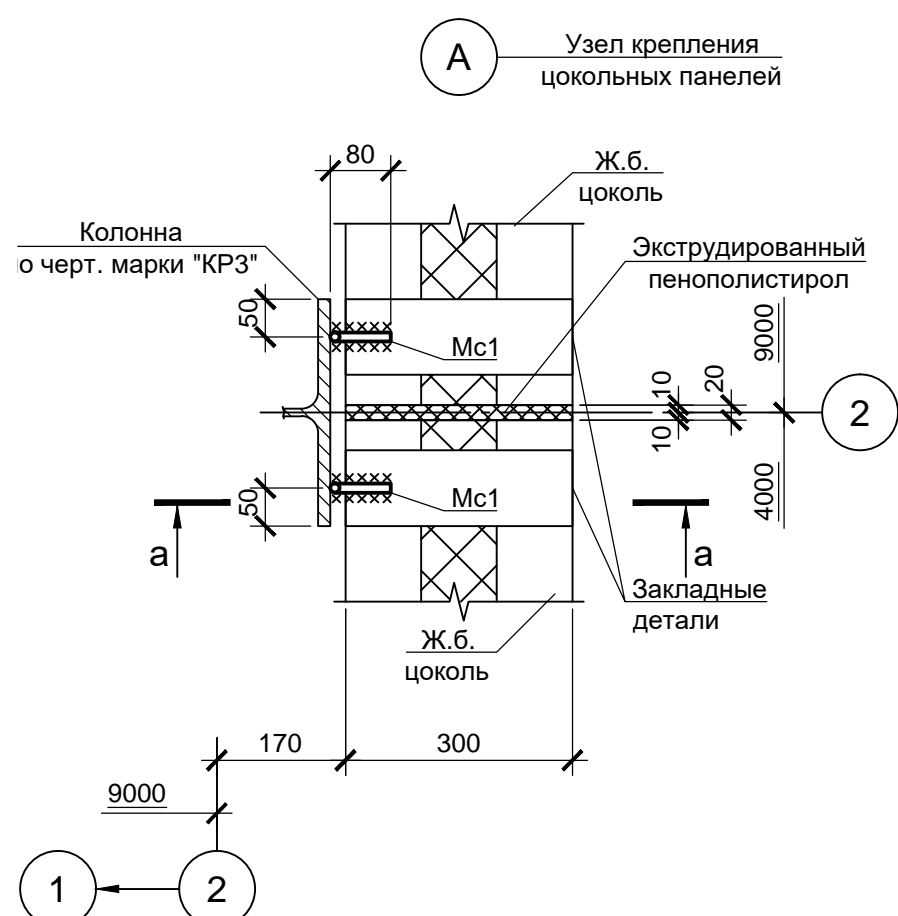 А
Узел крепления
цокольных панелей
80
Ж.б.
цоколь
Колонна
о черт. марки "КР3"
Экструдированный
пенополистирол
50
Мс1
9000
10
20
10
2
4000
50
Мс1
а
а
Закладные
детали
Ж.б.
цоколь
170
300
9000
1
2